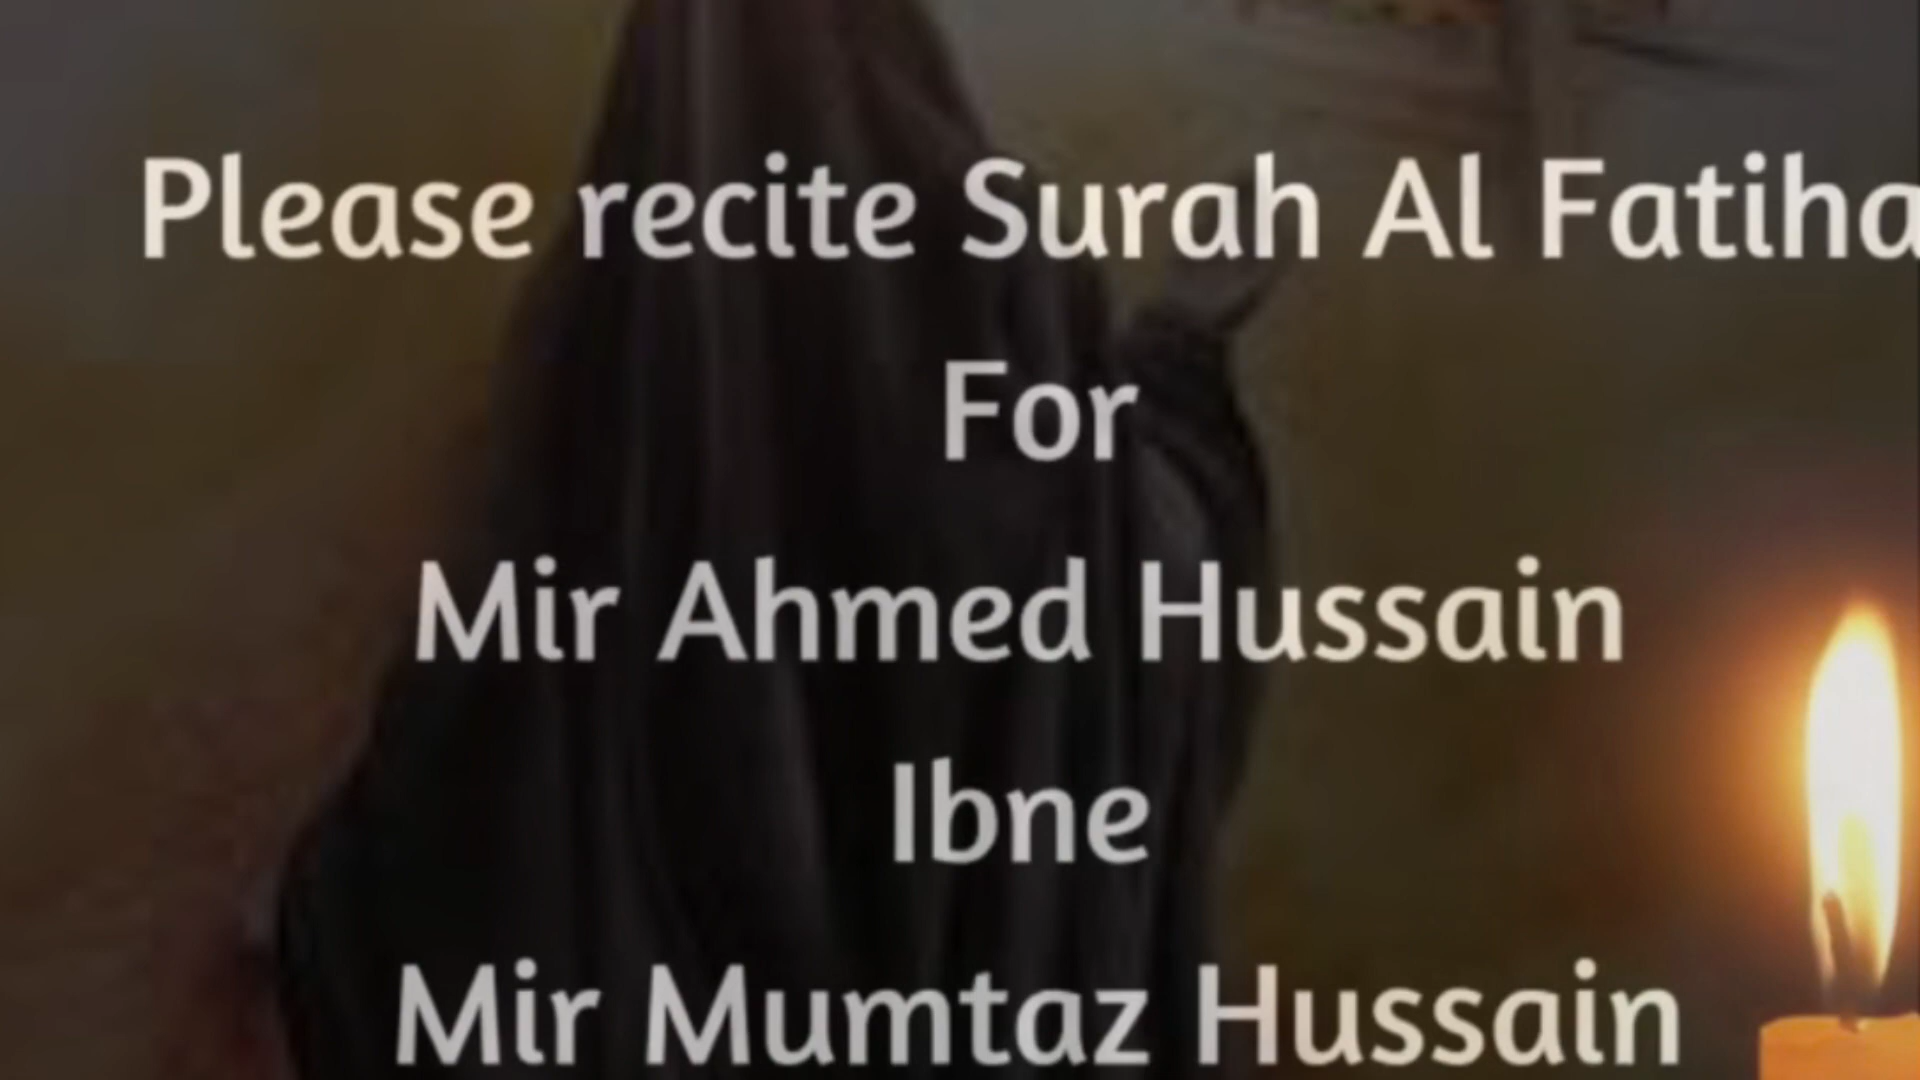 Please recite Surah Al Fatiha
For
Mir Ahmed Hussain
Ibne
Mir Mumtaz Hussain